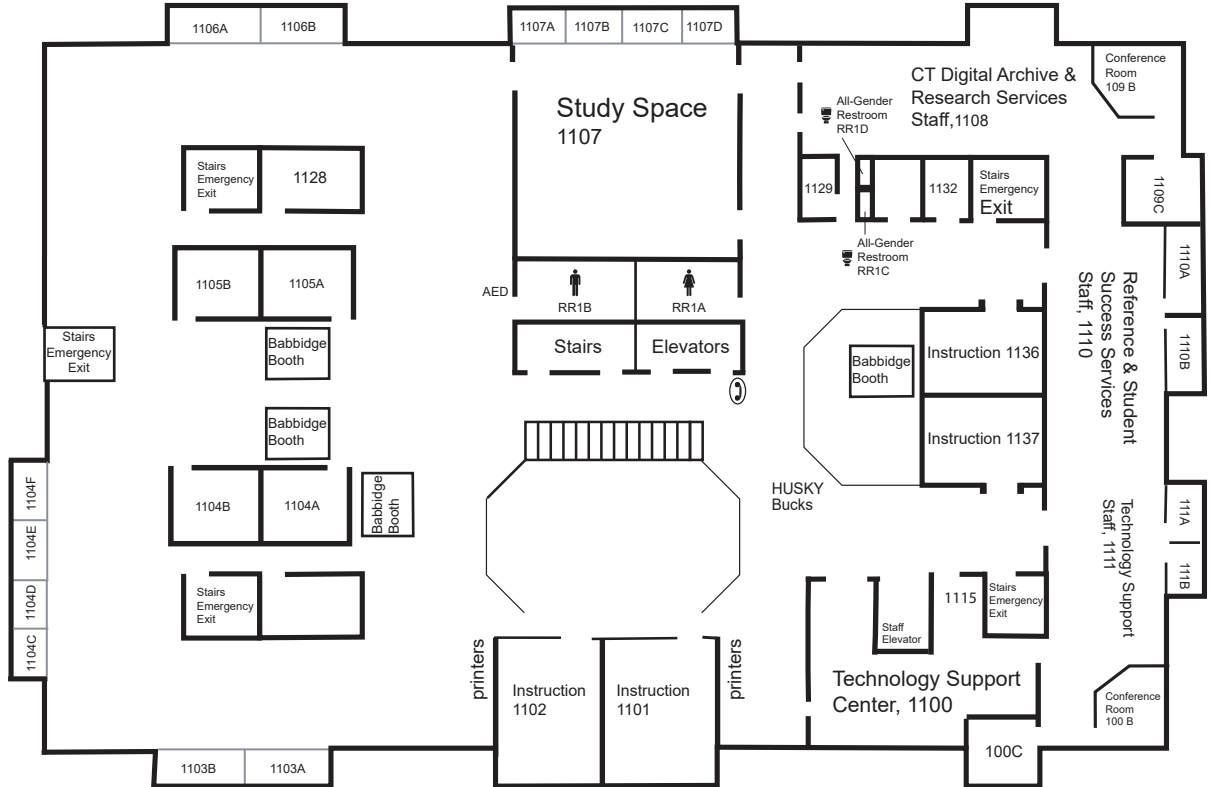 1106A
1106B
1107A
1107B
1107C
1107D
Study Space
1107
CT Digital Archive &
Research Services
Staff,1108
Conference
Room
109 B
All-Gender
Restroom
RR1D
Stairs
Emergency
Exit
1128
1129
1132
Stairs
Emergency
Exit
1109C
All-Gender
Restroom
RR1C
1105B
1105A
AED
RR1B
RR1A
1110A
Reference & Student
Success Services
Staff, 1110
1110B
Stairs
Emergency
Exit
Babbidge
Booth
Stairs
Elevators
Babbidge
Booth
Instruction 1136
Babbidge
Booth
Instruction 1137
1104F
1104E
1104D
1104C
1104B
1104A
Babbidge
Booth
HUSKY
Bucks
Technology Support
Staff, 1111
111A
111B
Stairs
Emergency
Exit
1115
Stairs
Emergency
Exit
Staff
Elevator
printers
Instruction
1102
Instruction
1101
printers
Technology Support
Center, 1100
Conference
Room
100 B
100C
1103B
1103A